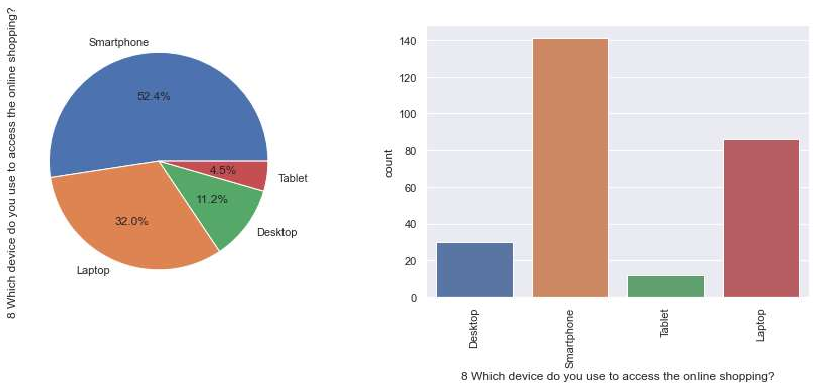 8 Which device do you use to access the online shopping?
Smartphone
52.4%
4.5%
Tablet
11.2%
Desktop
32.0%
Laptop
140
120
100
80
60
40
20
0
count
Desktop
Smartphone
Tablet
Laptop
8 Which device do you use to access the online shopping?